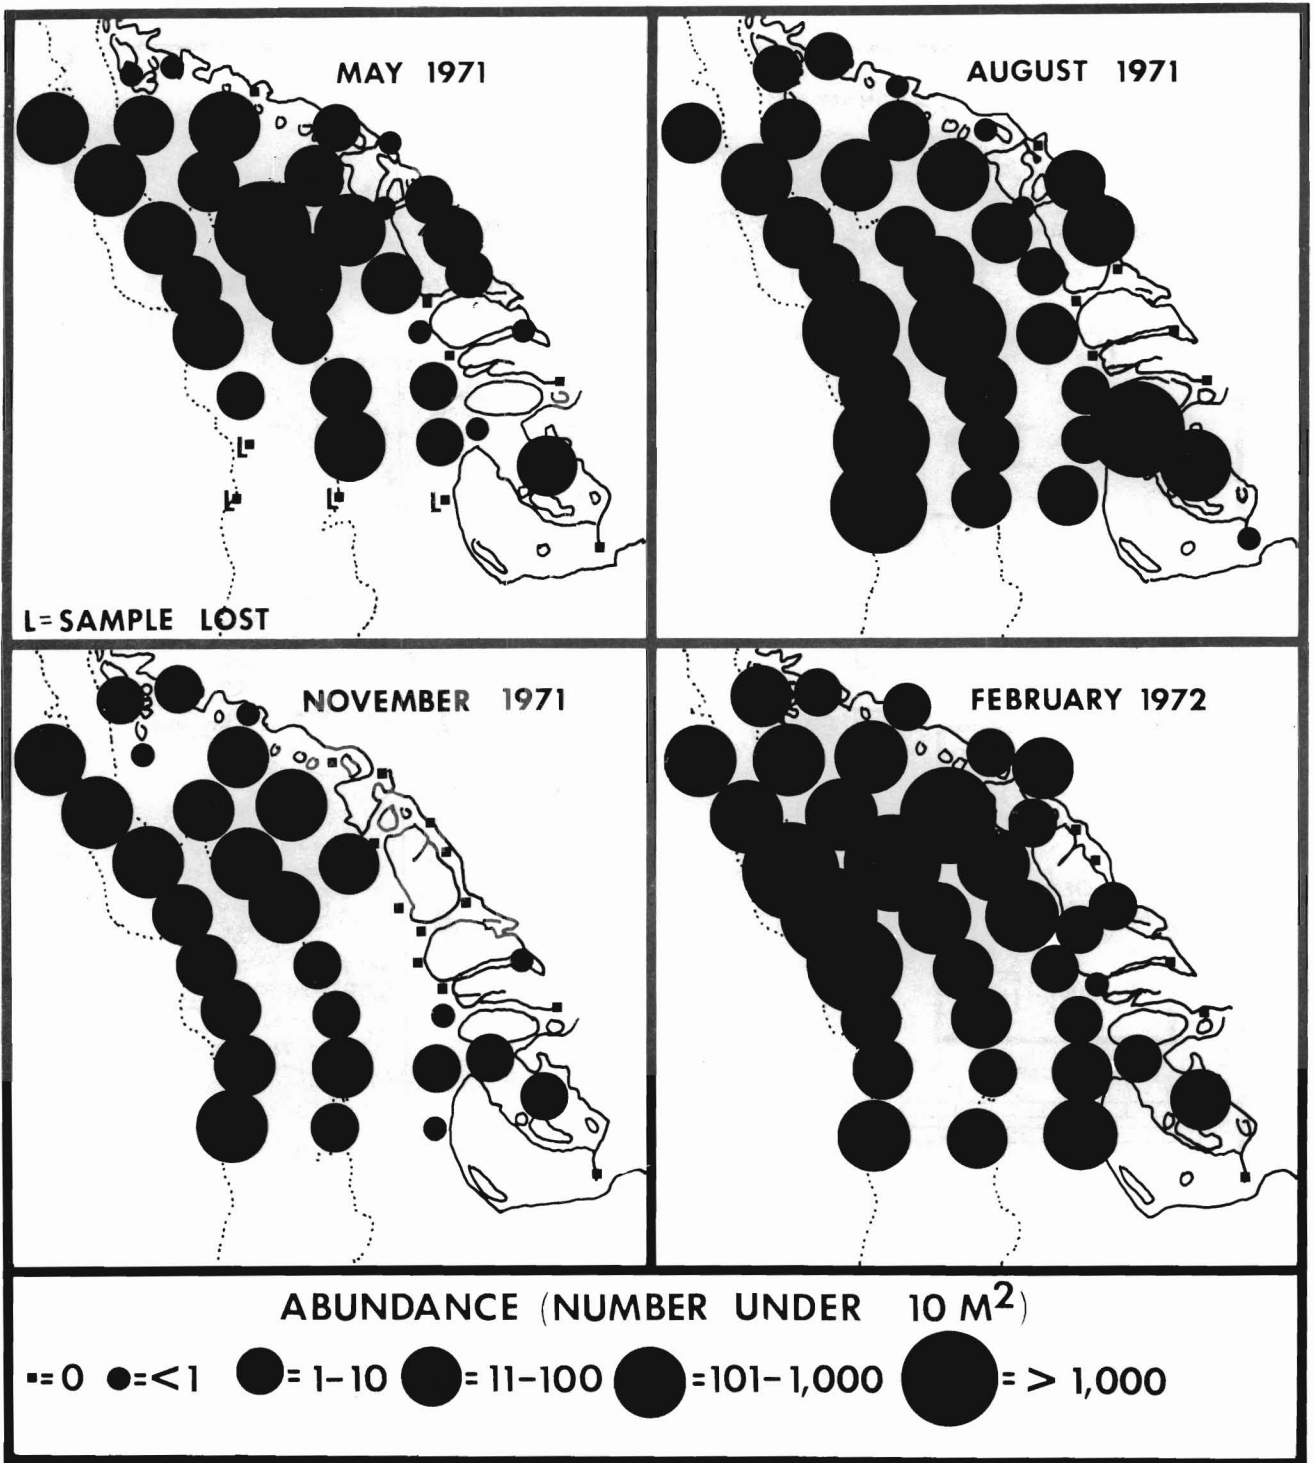 MAY 1971
AUGUST 1971
L
L
L
L
L=SAMPLE LOST
NOVEMBER 1971
FEBRUARY 1972
ABUNDANCE (NUMBER UNDER 10 M²)
=0 =<1 =1-10 =11-100 =101-1,000 => 1,000